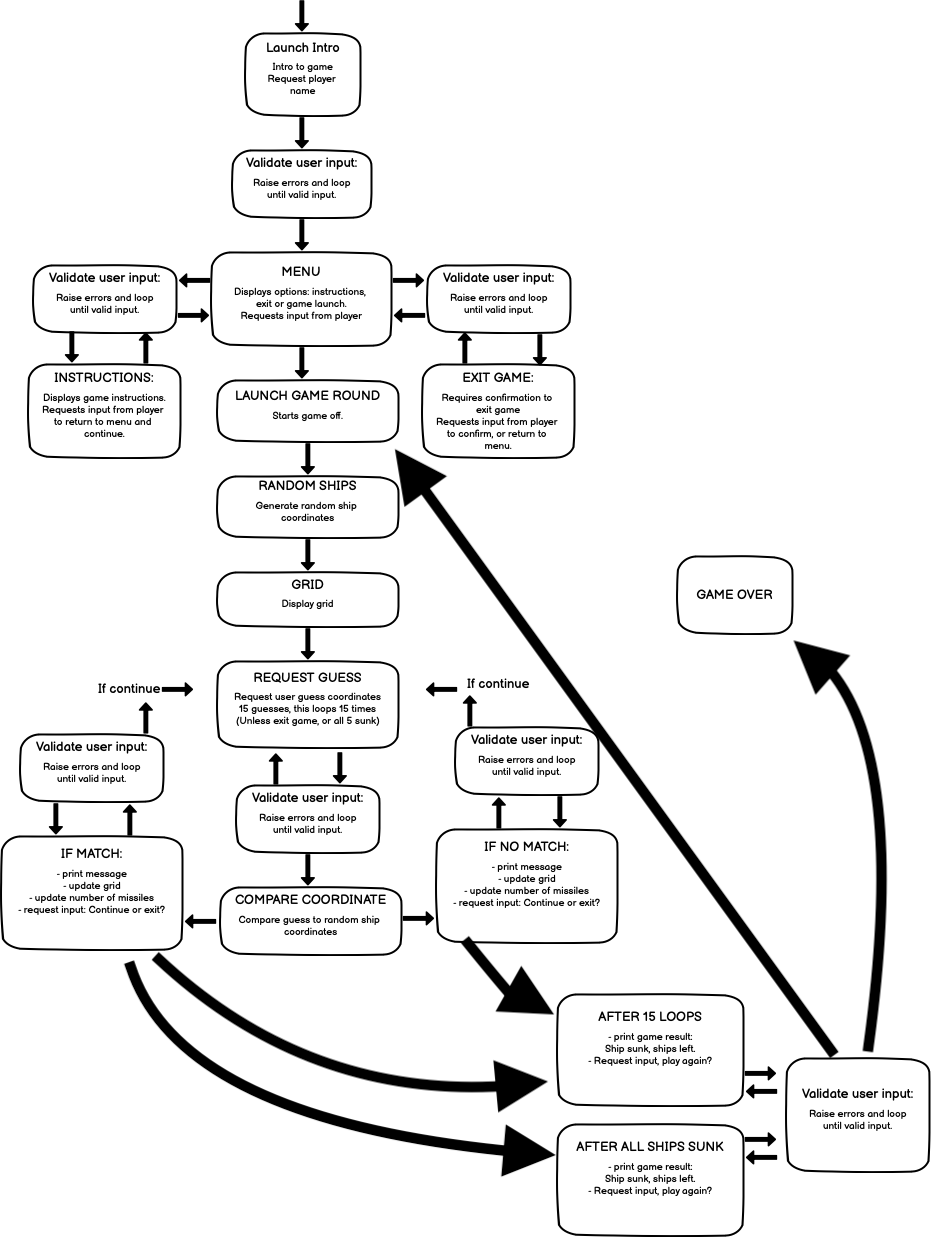 Launch Intro
Intro to game
Request player
name
Validate user input:
Raise errors and loop
until valid input.
Validate user input:
Raise errors and loop
until valid input.
MENU
Displays options: instructions,
exit or game launch.
Requests input from player
Validate user input:
Raise errors and loop
until valid input.
INSTRUCTIONS:
Displays game instructions.
Requests input from player
to return to menu and
continue.
LAUNCH GAME ROUND
Starts game off.
EXIT GAME:
Requires confirmation to
exit game
Requests input from player
to confirm, or return to
menu.
RANDOM SHIPS
Generate random ship
coordinates
GRID
Display grid
GAME OVER
If continue
REQUEST GUESS
Request user guess coordinates
15 guesses, this loops 15 times
(Unless exit game, or all 5 sunk)
If continue
Validate user input:
Raise errors and loop
until valid input.
Validate user input:
Raise errors and loop
until valid input.
Validate user input:
Raise errors and loop
until valid input.
IF MATCH:
- print message
- update grid
- update number of missiles
- request input: Continue or exit?
COMPARE COORDINATE
Compare guess to random ship
coordinates
IF NO MATCH:
- print message
- update grid
- update number of missiles
- request input: Continue or exit?
AFTER 15 LOOPS
- print game result:
Ship sunk, ships left.
- Request input, play again?
Validate user input:
Raise errors and loop
until valid input.
AFTER ALL SHIPS SUNK
- print game result:
Ship sunk, ships left.
- Request input, play again?